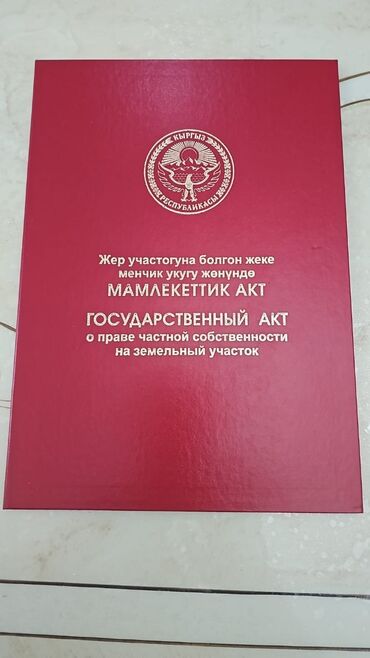 КЫРГЫЗ
РЕСПУБЛИКАСЫ
Жер участогуна болгон жеке
менчик укугу жөнүндө
МАМЛЕКЕТТИК АКТ
ГОСУДАРСТВЕННЫЙ АКТ
о праве частной собственности
на земельный участок